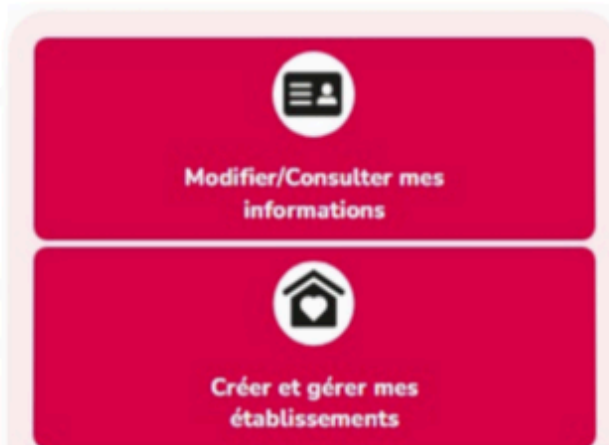 Modifier/Consulter mes
informations
Créer et gérer mes
établissements